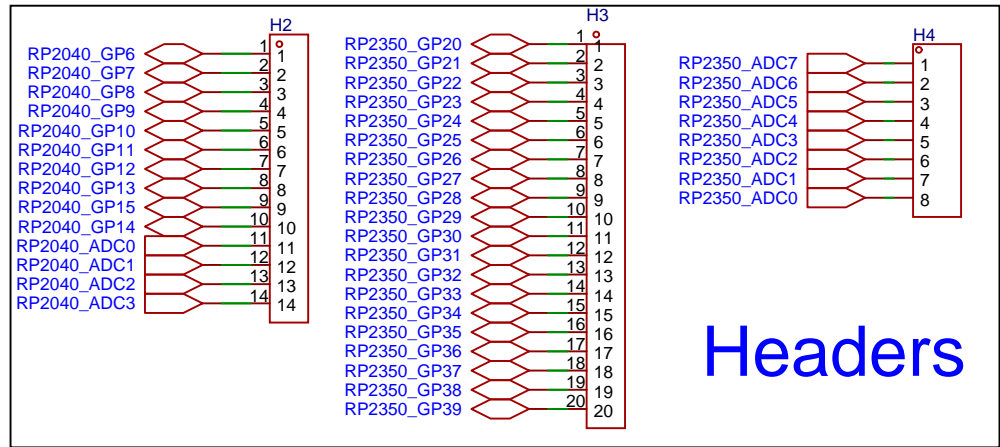 H2
RP2040_GP6 1 1
RP2040_GP7 2 2
RP2040_GP8 3 3
RP2040_GP9 4 4
RP2040_GP10 5 5
RP2040_GP11 6 6
RP2040_GP12 7 7
RP2040_GP13 8 8
RP2040_GP15 9 9
RP2040_GP14 10 10
RP2040_ADC0 11 11
RP2040_ADC1 12 12
RP2040_ADC2 13 13
RP2040_ADC3 14 14
H3
RP2350_GP20 1 1
RP2350_GP21 2 2
RP2350_GP22 3 3
RP2350_GP23 4 4
RP2350_GP24 5 5
RP2350_GP25 6 6
RP2350_GP26 7 7
RP2350_GP27 8 8
RP2350_GP28 9 9
RP2350_GP29 10 10
RP2350_GP30 11 11
RP2350_GP31 12 12
RP2350_GP32 13 13
RP2350_GP33 14 14
RP2350_GP34 15 15
RP2350_GP35 16 16
RP2350_GP36 17 17
RP2350_GP37 18 18
RP2350_GP38 19 19
RP2350_GP39 20 20
H4
RP2350_ADC7 1
RP2350_ADC6 2
RP2350_ADC5 3
RP2350_ADC4 4
RP2350_ADC3 5
RP2350_ADC2 6
RP2350_ADC1 7
RP2350_ADC0 8
Headers